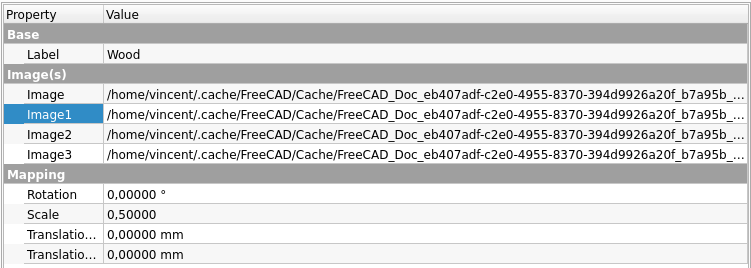 Property Value
Base
Label Wood
Image(s)
Image /home/vincent/.cache/FreeCAD/Cache/FreeCAD_Doc_eb407adf-c2e0-4955-8370-394d9926a20f_b7a95b_...
Image1 /home/vincent/.cache/FreeCAD/Cache/FreeCAD_Doc_eb407adf-c2e0-4955-8370-394d9926a20f_b7a95b_...
Image2 /home/vincent/.cache/FreeCAD/Cache/FreeCAD_Doc_eb407adf-c2e0-4955-8370-394d9926a20f_b7a95b_...
Image3 /home/vincent/.cache/FreeCAD/Cache/FreeCAD_Doc_eb407adf-c2e0-4955-8370-394d9926a20f_b7a95b_...
Mapping
Rotation 0,00000 °
Scale 0,50000
Translatio... 0,00000 mm
Translatio... 0,00000 mm